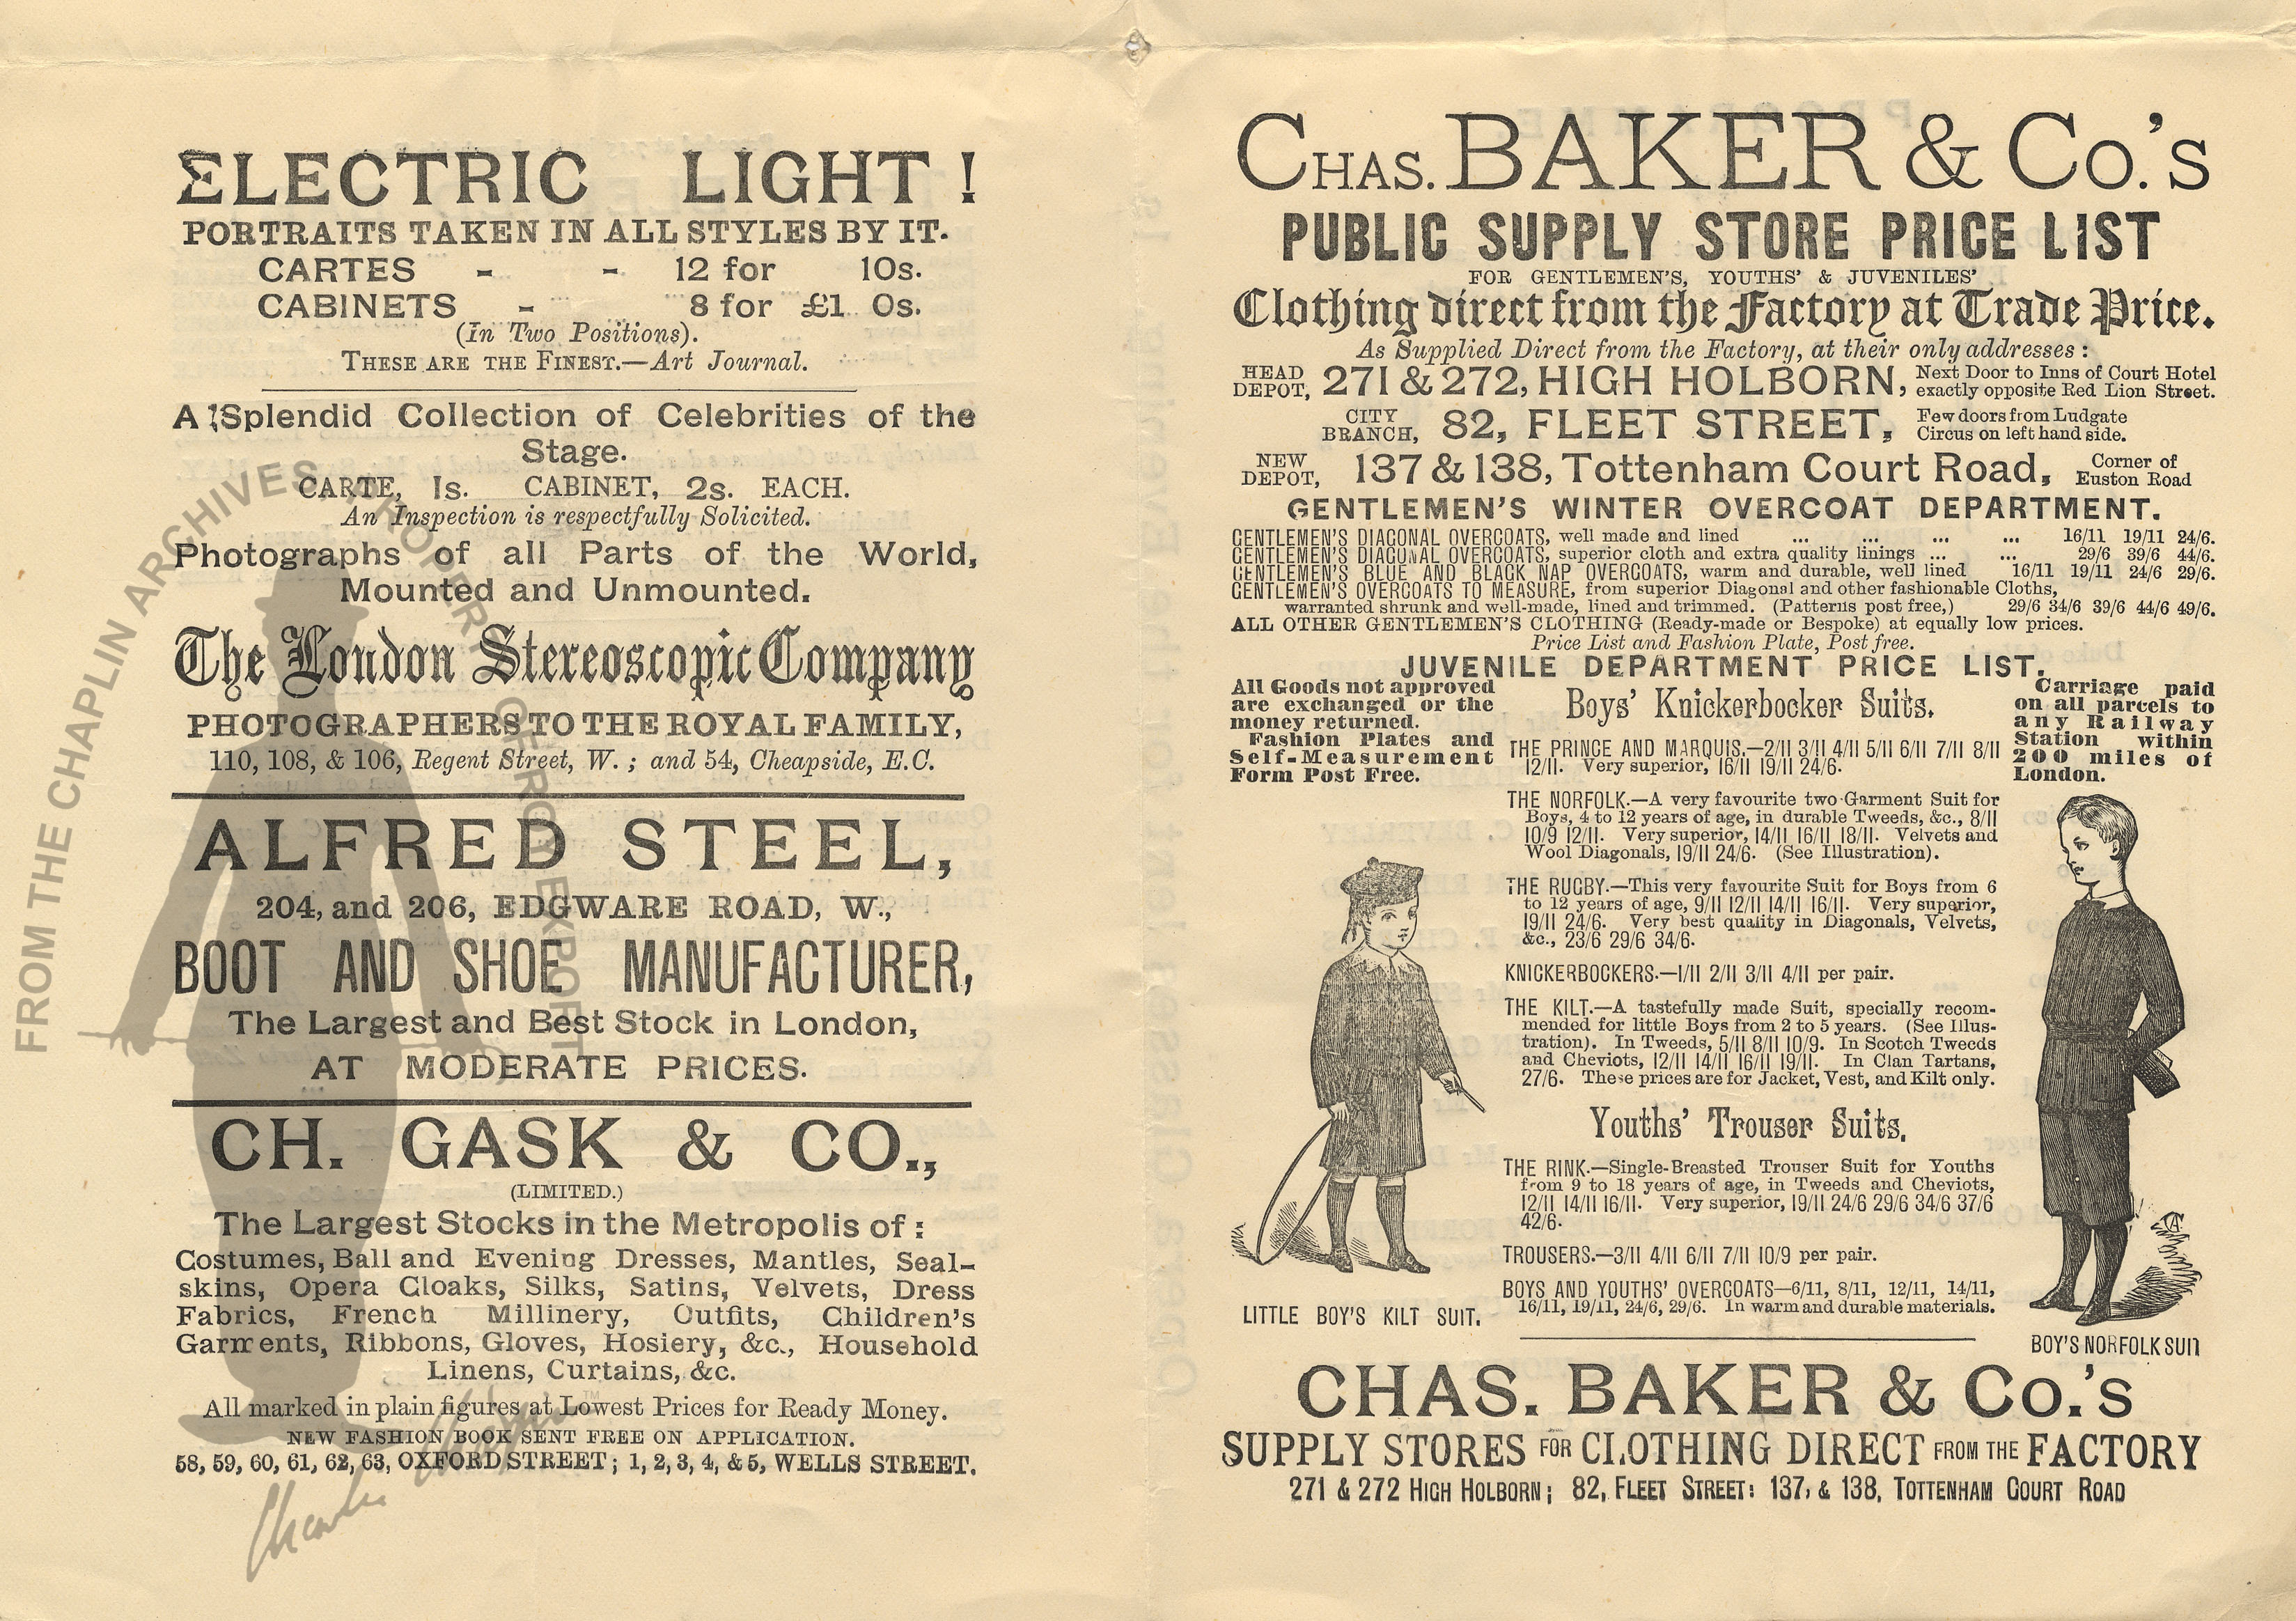 ELECTRIC LIGHT!
PORTRAITS TAKEN IN ALL STYLES BY IT.
CARTES - - 12 for 10s.
CABINETS - 8 for £1 0s.
(In Two Positions).
THESE ARE THE FINEST.—Art Journal.
A Splendid Collection of Celebrities of the
Stage.
CARTE, 1s. CABINET, 2s. EACH.
An Inspection is respectfully Solicited.
Photographs of all Parts of the World,
Mounted and Unmounted.
The London Stereoscopic Company
PHOTOGRAPHERS TO THE ROYAL FAMILY,
110, 108, & 106, Regent Street, W.; and 54, Cheapside, E.C.
ALFRED STEEL,
204, and 206, EDGWARE ROAD, W.,
BOOT AND SHOE MANUFACTURER,
The Largest and Best Stock in London,
AT MODERATE PRICES.
CH. GASK & CO.,
(LIMITED.)
The Largest Stocks in the Metropolis of:
Costumes, Ball and Evening Dresses, Mantles, Seal-
skins, Opera Cloaks, Silks, Satins, Velvets, Dress
Fabrics, French Millinery, Outfits, Children's
Garments, Ribbons, Gloves, Hosiery, &c., Household
Linens, Curtains, &c.
All marked in plain figures at Lowest Prices for Ready Money.
NEW FASHION BOOK SENT FREE ON APPLICATION.
58, 59, 60, 61, 62, 63, OXFORD STREET; 1, 2, 3, 4, & 5, WELLS STREET.
FROM THE CHAPLIN ARCHIVES. PROPERTY OF ROY EXPORT
CHAS. BAKER & Co.'s
PUBLIC SUPPLY STORE PRICE LIST
FOR GENTLEMEN'S, YOUTHS' & JUVENILES'
Clothing direct from the Factory at Trade Price.
As Supplied Direct from the Factory, at their only addresses:
HEAD DEPOT, 271 & 272, HIGH HOLBORN, Next Door to Inns of Court Hotel exactly opposite Red Lion Street.
CITY BRANCH, 82, FLEET STREET, Few doors from Ludgate Circus on left hand side.
NEW DEPOT, 137 & 138, Tottenham Court Road, Corner of Euston Road
GENTLEMEN'S WINTER OVERCOAT DEPARTMENT.
GENTLEMEN'S DIAGONAL OVERCOATS, well made and lined ... ... ... ... 16/11 19/11 24/6.
GENTLEMEN'S DIAGONAL OVERCOATS, superior cloth and extra quality linings ... ... 29/6 39/6 44/6.
GENTLEMEN'S BLUE AND BLACK NAP OVERCOATS, warm and durable, well lined 16/11 19/11 24/6 29/6.
GENTLEMEN'S OVERCOATS TO MEASURE, from superior Diagonal and other fashionable Cloths,
warranted shrunk and well-made, lined and trimmed. (Patterns post free,) 29/6 34/6 39/6 44/6 49/6.
ALL OTHER GENTLEMEN'S CLOTHING (Ready-made or Bespoke) at equally low prices.
Price List and Fashion Plate, Post free.
JUVENILE DEPARTMENT PRICE LIST.
All Goods not approved
are exchanged or the
money returned.
Fashion Plates and
Self-Measurement
Form Post Free.
Boys' Knickerbocker Suits.
Carriage paid
on all parcels to
any Railway
Station within
200 miles of
London.
THE PRINCE AND MARQUIS.—2/11 3/11 4/11 5/11 6/11 7/11 8/11
12/11. Very superior, 16/11 19/11 24/6.
THE NORFOLK.—A very favourite two Garment Suit for
Boys, 4 to 12 years of age, in durable Tweeds, &c., 8/11
10/9 12/11. Very superior, 14/11 16/11 18/11. Velvets and
Wool Diagonals, 19/11 24/6. (See Illustration).
THE RUGBY.—This very favourite Suit for Boys from 6
to 12 years of age, 9/11 12/11 14/11 16/11. Very superior,
19/11 24/6. Very best quality in Diagonals, Velvets,
&c., 23/6 29/6 34/6.
KNICKERBOCKERS.—1/11 2/11 3/11 4/11 per pair.
THE KILT.—A tastefully made Suit, specially recom-
mended for little Boys from 2 to 5 years. (See Illus-
tration). In Tweeds, 5/11 8/11 10/9. In Scotch Tweeds
and Cheviots, 12/11 14/11 16/11 19/11. In Clan Tartans,
27/6. These prices are for Jacket, Vest, and Kilt only.
Youths' Trouser Suits.
THE RINK.—Single-Breasted Trouser Suit for Youths
from 9 to 18 years of age, in Tweeds and Cheviots,
12/11 14/11 16/11. Very superior, 19/11 24/6 29/6 34/6 37/6
42/6.
TROUSERS.—3/11 4/11 6/11 7/11 10/9 per pair.
BOYS AND YOUTHS' OVERCOATS—6/11, 8/11, 12/11, 14/11,
16/11, 19/11, 24/6, 29/6. In warm and durable materials.
LITTLE BOY'S KILT SUIT.
BOY'S NORFOLK SUIT
CHAS. BAKER & Co.'s
SUPPLY STORES FOR CLOTHING DIRECT FROM THE FACTORY
271 & 272 HIGH HOLBORN; 82, FLEET STREET: 137, & 138, TOTTENHAM COURT ROAD